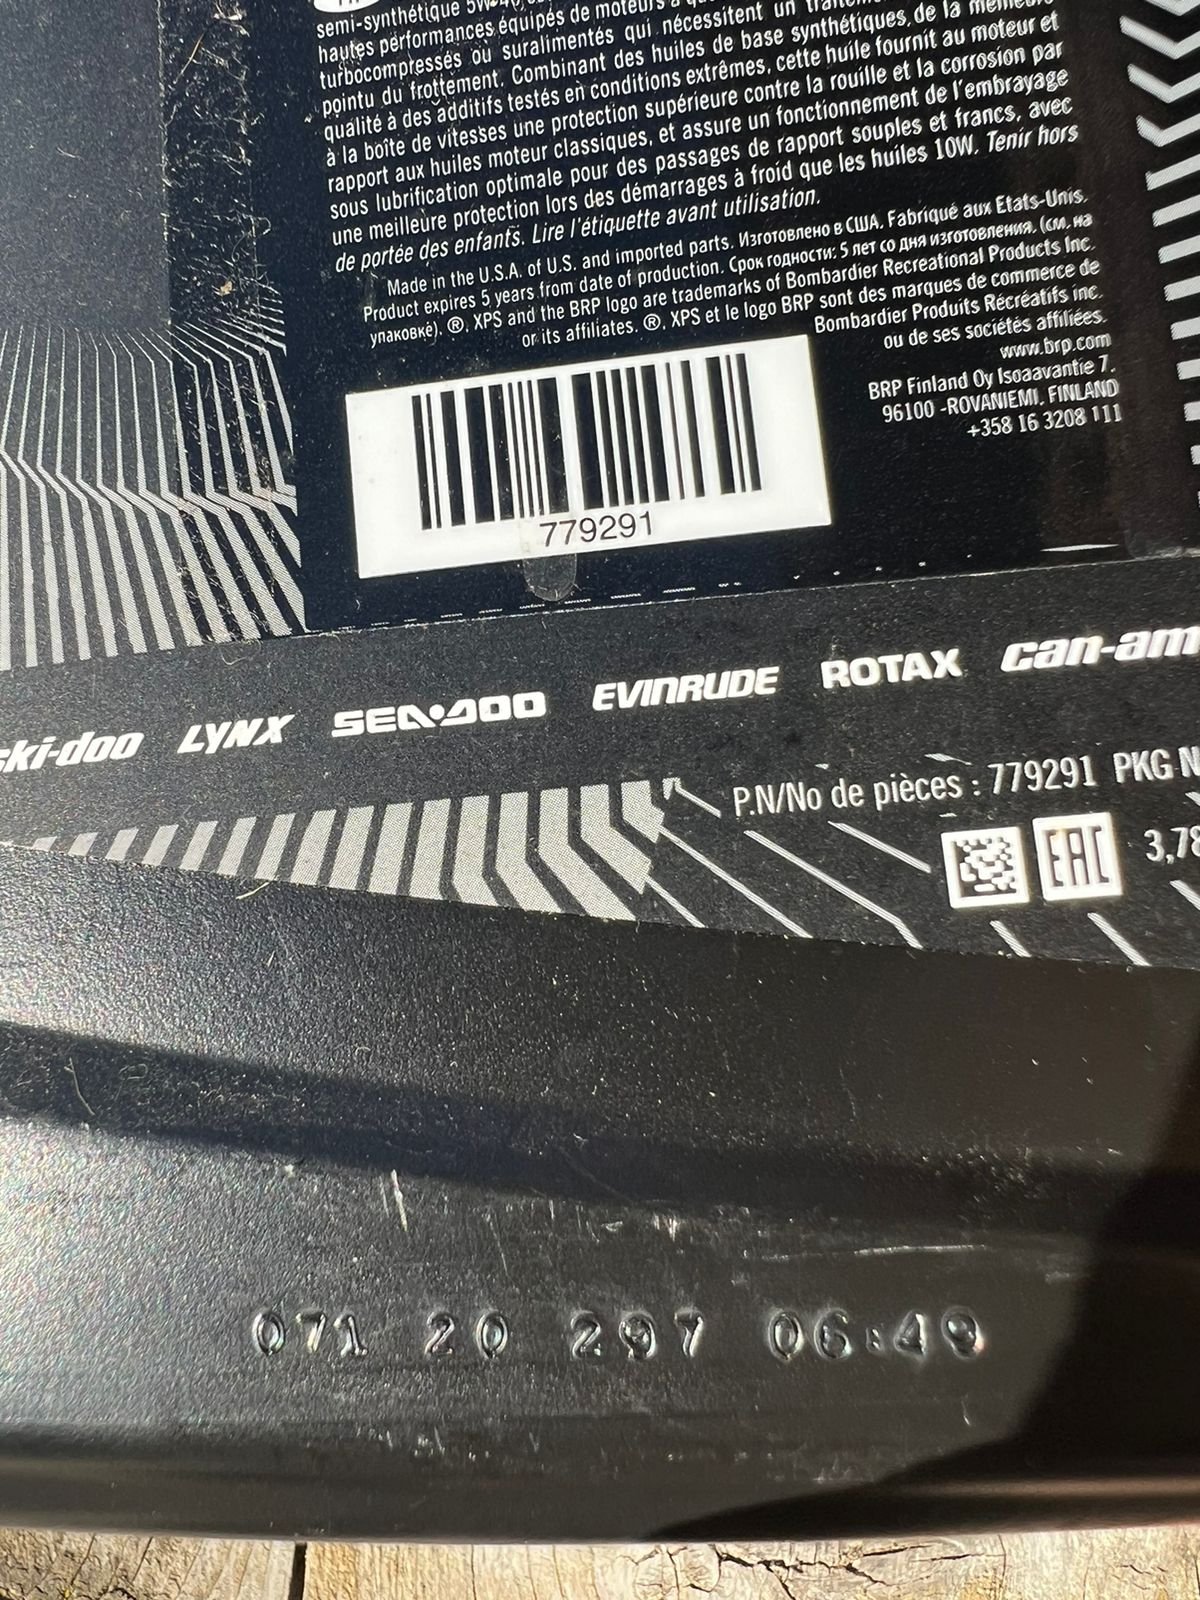 semi-synthétique 5W-40,
hautes performances équipés de moteurs à
turbocompressés ou suralimentés qui nécessitent un
pointu du frottement. Combinant des huiles de base synthétiques, de la meilleure
qualité à des additifs testés en conditions extrêmes, cette huile fournit au moteur et
à la boîte de vitesses une protection supérieure contre la rouille et la corrosion par
rapport aux huiles moteur classiques, et assure un fonctionnement de l'embrayage
sous lubrification optimale pour des passages de rapport souples et francs, avec
une meilleure protection lors des démarrages à froid que les huiles 10W. Tenir hors
de portée des enfants. Lire l'étiquette avant utilisation.
Made in the U.S.A. of U.S. and imported parts. Изготовлено в США. Fabriqué aux Etats-Unis.
Product expires 5 years from date of production. Срок годности: 5 лет со дня изготовления. (см. на
упаковке). ®, XPS and the BRP logo are trademarks of Bombardier Recreational Products Inc.
or its affiliates. ®, XPS et le logo BRP sont des marques de commerce de
Bombardier Produits Récréatifs inc.
ou de ses sociétés affiliées.
www.brp.com
BRP Finland Oy Isoaavantie 7.
96100 -ROVANIEMI. FINLAND
+358 16 3208 111
779291
ski-doo LYNX SEA-DOO EVINRUDE ROTAX can-am
P.N/No de pièces : 779291 PKG N
EAC 3,78
071 20 297 06:49